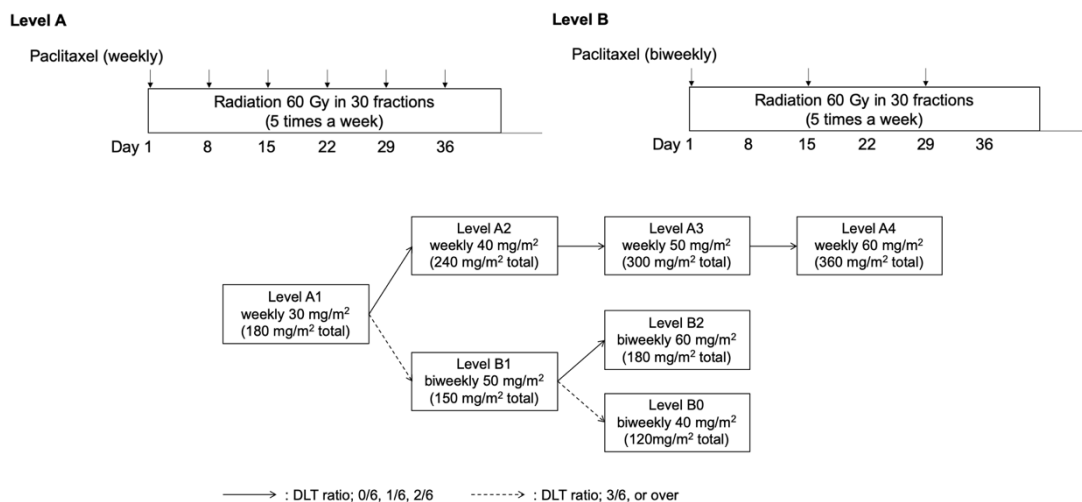 Level A
Paclitaxel (weekly)
Radiation 60 Gy in 30 fractions
(5 times a week)
Day 1 8 15 22 29 36
Level B
Paclitaxel (biweekly)
Radiation 60 Gy in 30 fractions
(5 times a week)
Day 1 8 15 22 29 36
Level A1
weekly 30 mg/m²
(180 mg/m² total)
Level A2
weekly 40 mg/m²
(240 mg/m² total)
Level A3
weekly 50 mg/m²
(300 mg/m² total)
Level A4
weekly 60 mg/m²
(360 mg/m² total)
Level B1
biweekly 50 mg/m²
(150 mg/m² total)
Level B2
biweekly 60 mg/m²
(180 mg/m² total)
Level B0
biweekly 40 mg/m²
(120mg/m² total)
: DLT ratio; 0/6, 1/6, 2/6
: DLT ratio; 3/6, or over